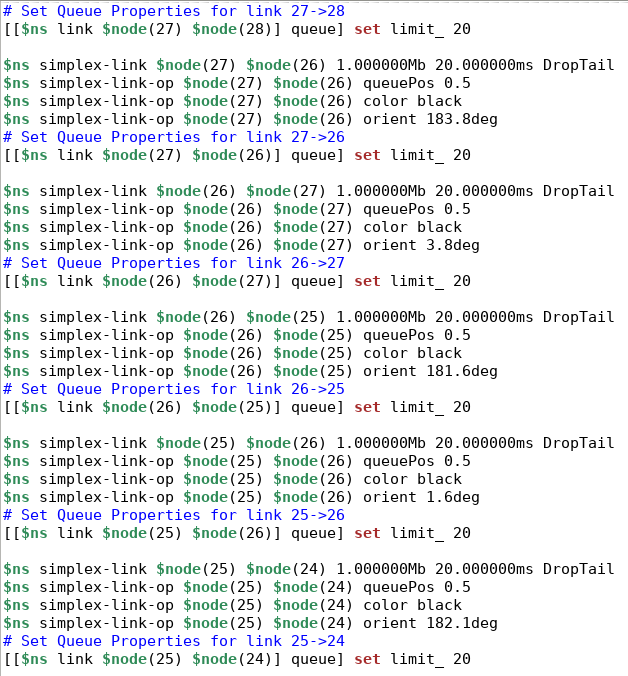 # Set Queue Properties for link 27->28
[[$ns link $node(27) $node(28)] queue] set limit_ 20

$ns simplex-link $node(27) $node(26) 1.000000Mb 20.000000ms DropTail
$ns simplex-link-op $node(27) $node(26) queuePos 0.5
$ns simplex-link-op $node(27) $node(26) color black
$ns simplex-link-op $node(27) $node(26) orient 183.8deg
# Set Queue Properties for link 27->26
[[$ns link $node(27) $node(26)] queue] set limit_ 20

$ns simplex-link $node(26) $node(27) 1.000000Mb 20.000000ms DropTail
$ns simplex-link-op $node(26) $node(27) queuePos 0.5
$ns simplex-link-op $node(26) $node(27) color black
$ns simplex-link-op $node(26) $node(27) orient 3.8deg
# Set Queue Properties for link 26->27
[[$ns link $node(26) $node(27)] queue] set limit_ 20

$ns simplex-link $node(26) $node(25) 1.000000Mb 20.000000ms DropTail
$ns simplex-link-op $node(26) $node(25) queuePos 0.5
$ns simplex-link-op $node(26) $node(25) color black
$ns simplex-link-op $node(26) $node(25) orient 181.6deg
# Set Queue Properties for link 26->25
[[$ns link $node(26) $node(25)] queue] set limit_ 20

$ns simplex-link $node(25) $node(26) 1.000000Mb 20.000000ms DropTail
$ns simplex-link-op $node(25) $node(26) queuePos 0.5
$ns simplex-link-op $node(25) $node(26) color black
$ns simplex-link-op $node(25) $node(26) orient 1.6deg
# Set Queue Properties for link 25->26
[[$ns link $node(25) $node(26)] queue] set limit_ 20

$ns simplex-link $node(25) $node(24) 1.000000Mb 20.000000ms DropTail
$ns simplex-link-op $node(25) $node(24) queuePos 0.5
$ns simplex-link-op $node(25) $node(24) color black
$ns simplex-link-op $node(25) $node(24) orient 182.1deg
# Set Queue Properties for link 25->24
[[$ns link $node(25) $node(24)] queue] set limit_ 20